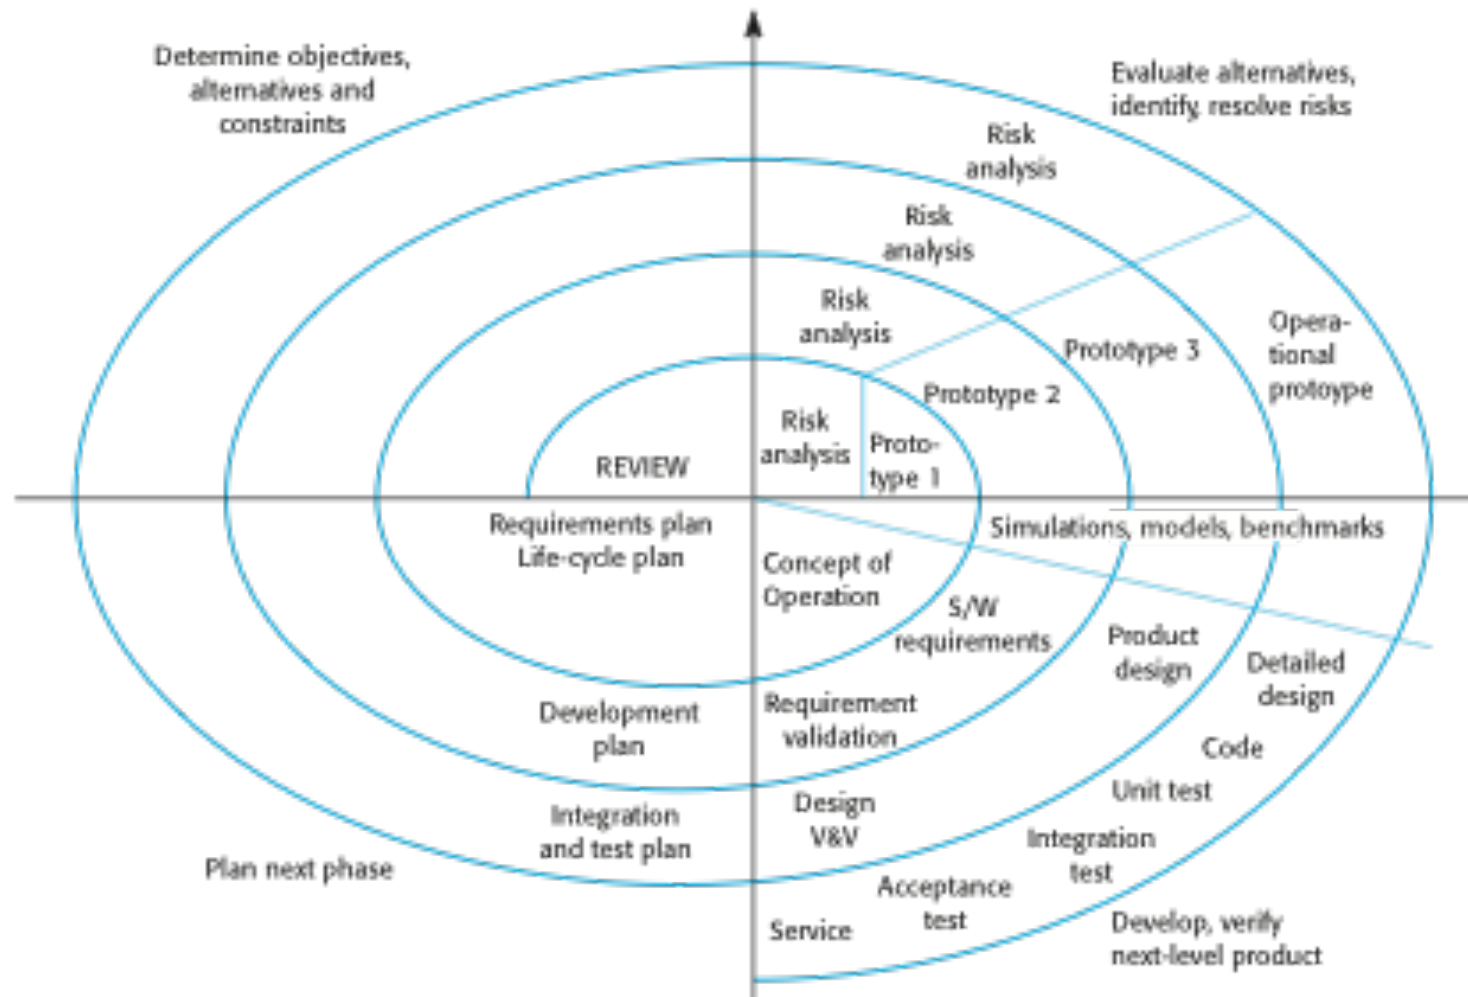 Determine objectives,
alternatives and
constraints
Evaluate alternatives,
identify, resolve risks
Risk
analysis
Risk
analysis
Risk
analysis
Risk
analysis
Proto-
type 1
Prototype 2
Prototype 3
Opera-
tional
protoype
REVIEW
Requirements plan
Life-cycle plan
Simulations, models, benchmarks
Concept of
Operation
S/W
requirements
Product
design
Detailed
design
Development
plan
Requirement
validation
Code
Unit test
Integration
and test plan
Design
V&V
Integration
test
Plan next phase
Acceptance
test
Service
Develop, verify
next-level product